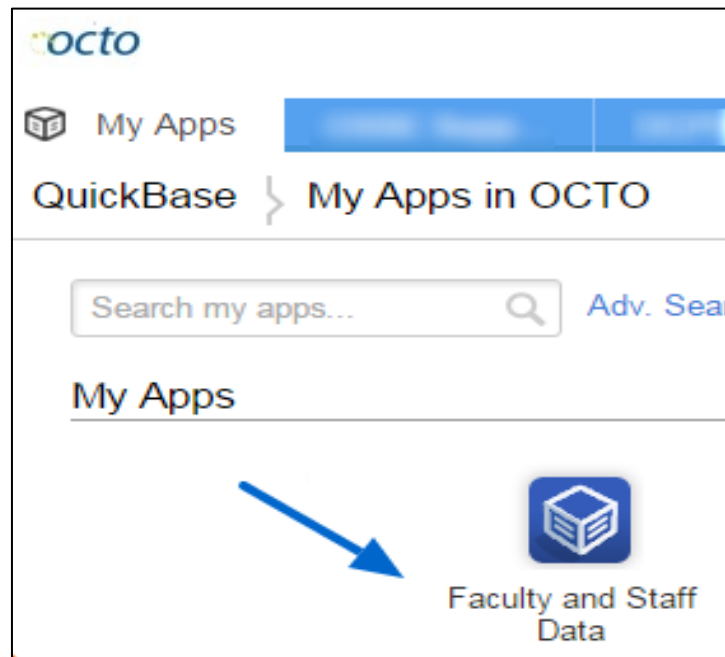 octo
My Apps
QuickBase
My Apps in OCTO
Search my apps...
Adv. Sear
My Apps
Faculty and Staff
Data